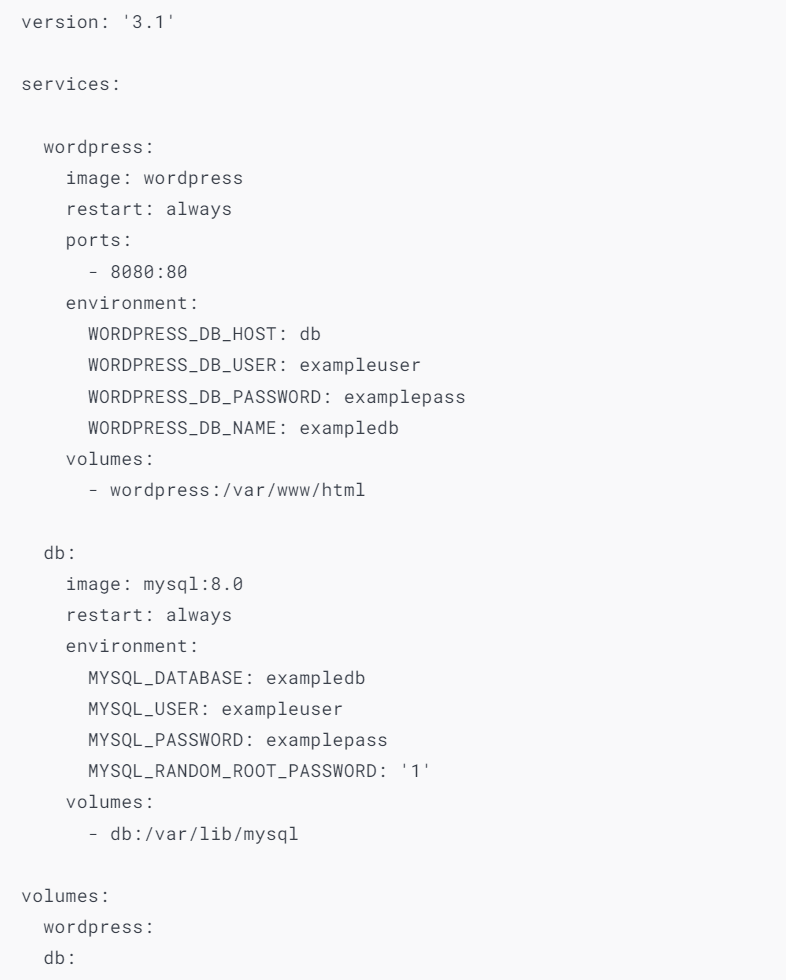 version: '3.1'

services:

  wordpress:
    image: wordpress
    restart: always
    ports:
      - 8080:80
    environment:
      WORDPRESS_DB_HOST: db
      WORDPRESS_DB_USER: exampleuser
      WORDPRESS_DB_PASSWORD: examplepass
      WORDPRESS_DB_NAME: exampledb
    volumes:
      - wordpress:/var/www/html

  db:
    image: mysql:8.0
    restart: always
    environment:
      MYSQL_DATABASE: exampledb
      MYSQL_USER: exampleuser
      MYSQL_PASSWORD: examplepass
      MYSQL_RANDOM_ROOT_PASSWORD: '1'
    volumes:
      - db:/var/lib/mysql

volumes:
  wordpress:
  db: